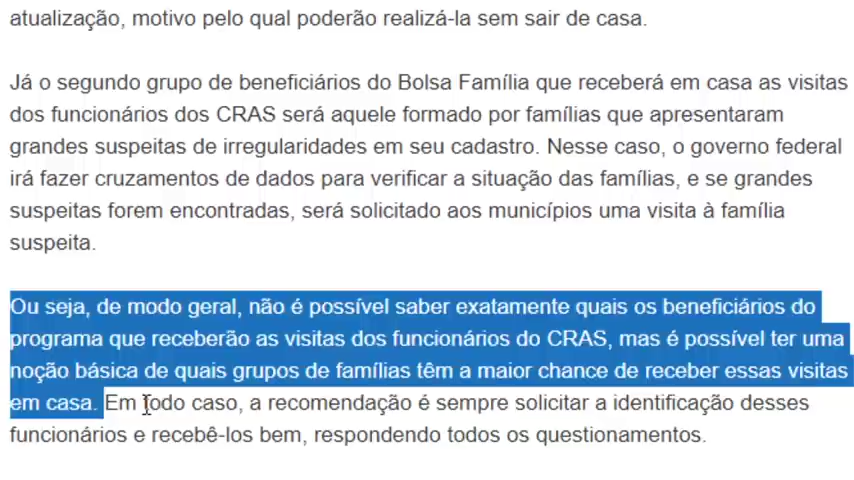 atualização, motivo pelo qual poderão realizá-la sem sair de casa.
Já o segundo grupo de beneficiários do Bolsa Família que receberá em casa as visitas
dos funcionários dos CRAS será aquele formado por famílias que apresentaram
grandes suspeitas de irregularidades em seu cadastro. Nesse caso, o governo federal
irá fazer cruzamentos de dados para verificar a situação das famílias, e se grandes
suspeitas forem encontradas, será solicitado aos municípios uma visita à família
suspeita.
Ou seja, de modo geral, não é possível saber exatamente quais os beneficiários do
programa que receberão as visitas dos funcionários do CRAS, mas é possível ter uma
noção básica de quais grupos de famílias têm a maior chance de receber essas visitas
em casa. Em todo caso, a recomendação é sempre solicitar a identificação desses
funcionários e recebê-los bem, respondendo todos os questionamentos.